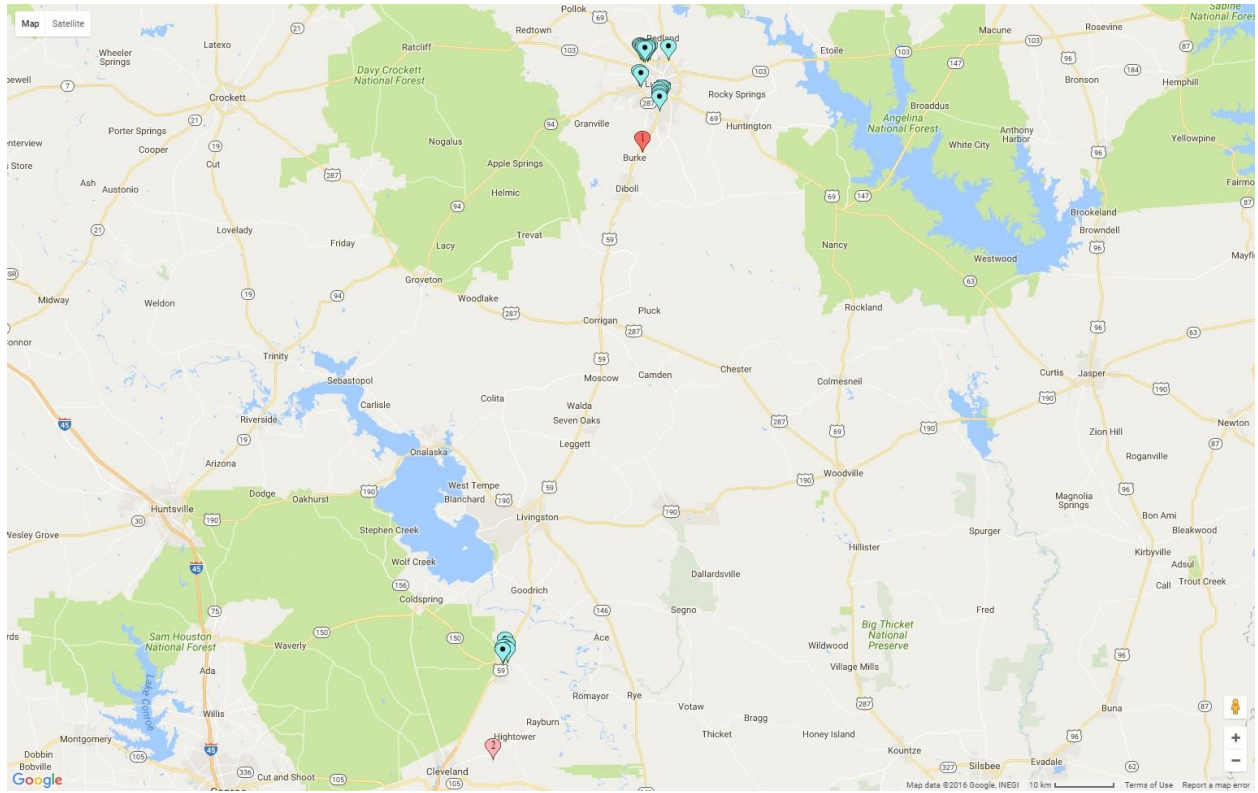 Map Satellite
Pollok
Sabine
National Forest
Latexo
Redtown
Redland
Macune
Rosevine
Wheeler
Springs
Ratcliff
Etoile
Davy Crockett
National Forest
Bronson
Hemphill
Crockett
Rocky Springs
Broaddus
Porter Springs
Cooper
Cut
Nogalus
Granville
Huntington
Angelina
National Forest
Anthony
Harbor
White City
Yellowpine
Burke
Apple Springs
Ash
Austonio
Helmic
Diboll
Brookeland
Browndell
Lovelady
Friday
Lacy
Trevat
Nancy
Westwood
Groveton
Midway
Weldon
Woodlake
Pluck
Rockland
Corrigan
Trinity
Sebastopol
Moscow
Camden
Chester
Colmesneil
Curtis
Jasper
Carlisle
Colita
Walda
Seven Oaks
Riverside
Leggett
Newton
Zion Hill
Arizona
Onalaska
Roganville
Dodge
Oakhurst
West Tempe
Blanchard
Woodville
Huntsville
Livingston
Magnolia
Springs
Bon Ami
Bleakwood
Wesley Grove
Stephen Creek
Spurger
Wolf Creek
Hillister
Kirbyville
Adsul
Call
Trout Creek
Dallardsville
Goodrich
Coldspring
Segno
Fred
Sam Houston
National Forest
Waverly
Ace
Big Thicket
National
Preserve
Wildwood
Village Mills
Ada
Lake Conroe
Willis
Romayor
Rye
Votaw
Bragg
Buna
Rayburn
Hightower
Thicket
Honey Island
Montgomery
Dobbin
Bobville
Cut and Shoot
Cleveland
Kountze
Silsbee
Evadale
Conroe
Google
Map data ©2016 Google, INEGI 10 km Terms of Use Report a map error